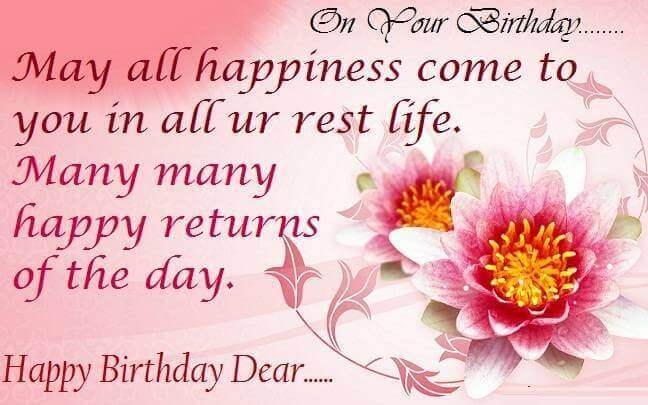 On Your Birthday........
May all happiness come to
you in all ur rest life.
Many many
happy returns
of the day.
Happy Birthday Dear......